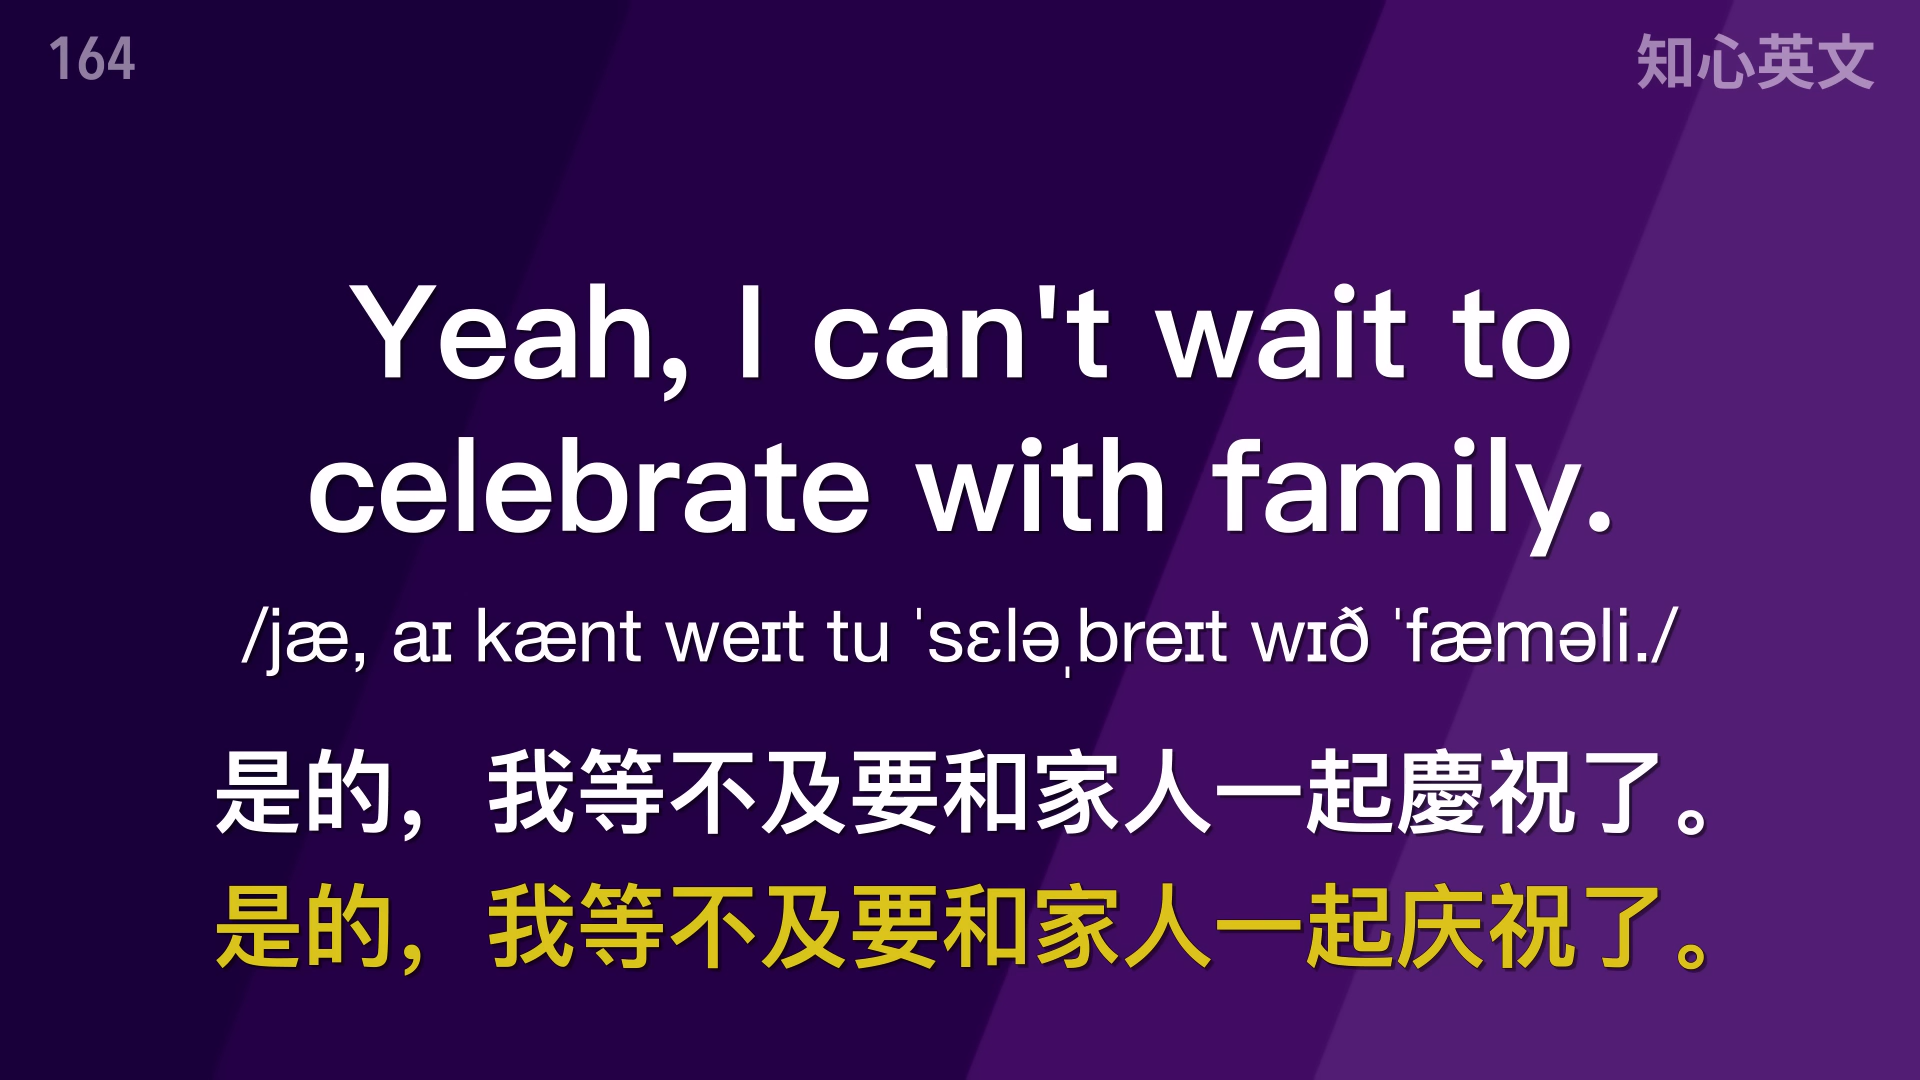 164
知心英文
Yeah, I can't wait to
celebrate with family.
/jæ, aɪ kænt weɪt tu ˈsɛləˌbreɪt wɪð ˈfæməli./
是的，我等不及要和家人一起慶祝了。
是的，我等不及要和家人一起庆祝了。